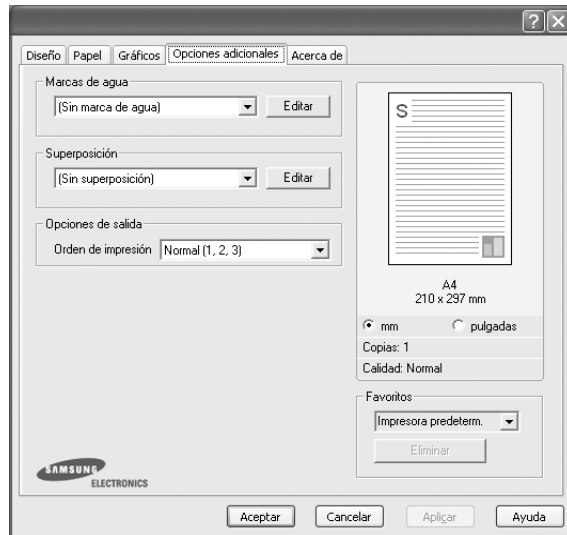 Diseño Papel Gráficos Opciones adicionales Acerca de
Marcas de agua
(Sin marca de agua) Editar
Superposición
(Sin superposición) Editar
Opciones de salida
Orden de impresión Normal (1, 2, 3)
S
A4
210 x 297 mm
mm pulgadas
Copias: 1
Calidad: Normal
Favoritos
Impresora predeterm.
Eliminar
SAMSUNG
ELECTRONICS
Aceptar Cancelar Aplicar Ayuda